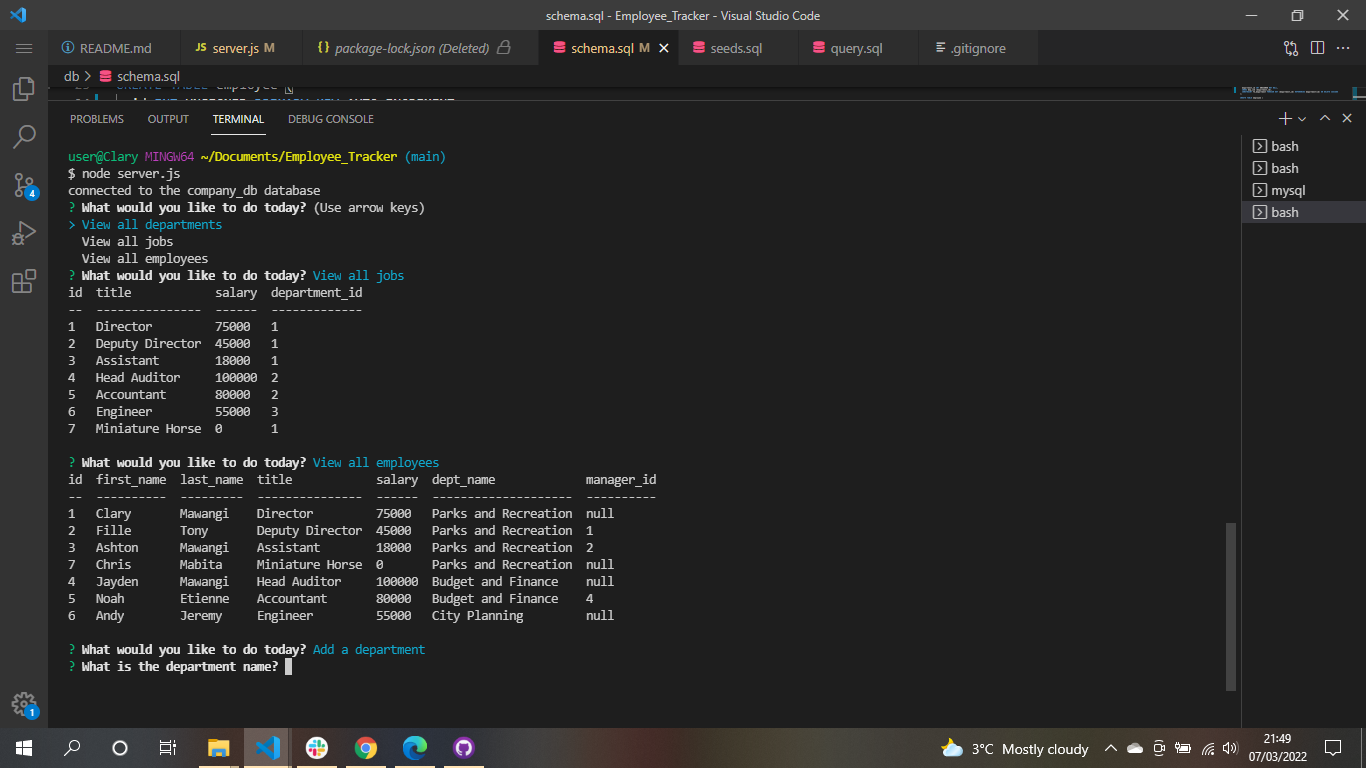 schema.sql - Employee_Tracker - Visual Studio Code
README.md JS server.js M {} package-lock.json (Deleted) schema.sql M seeds.sql query.sql .gitignore
db > schema.sql
CREATE TABLE employee (
PROBLEMS OUTPUT TERMINAL DEBUG CONSOLE
user@Clary MINGW64 ~/Documents/Employee_Tracker (main)
$ node server.js
connected to the company_db database
? What would you like to do today? (Use arrow keys)
> View all departments
View all jobs
View all employees
? What would you like to do today? View all jobs
id title salary department_id
-- --------------- ------ -------------
1 Director 75000 1
2 Deputy Director 45000 1
3 Assistant 18000 1
4 Head Auditor 100000 2
5 Accountant 80000 2
6 Engineer 55000 3
7 Miniature Horse 0 1
? What would you like to do today? View all employees
id first_name last_name title salary dept_name manager_id
-- ---------- --------- --------------- ------ -------------------- ----------
1 Clary Mawangi Director 75000 Parks and Recreation null
2 Fille Tony Deputy Director 45000 Parks and Recreation 1
3 Ashton Mawangi Assistant 18000 Parks and Recreation 2
7 Chris Mabita Miniature Horse 0 Parks and Recreation null
4 Jayden Mawangi Head Auditor 100000 Budget and Finance null
5 Noah Etienne Accountant 80000 Budget and Finance 4
6 Andy Jeremy Engineer 55000 City Planning null
? What would you like to do today? Add a department
? What is the department name?
bash
bash
mysql
bash
4
1
3°C Mostly cloudy
21:49
07/03/2022